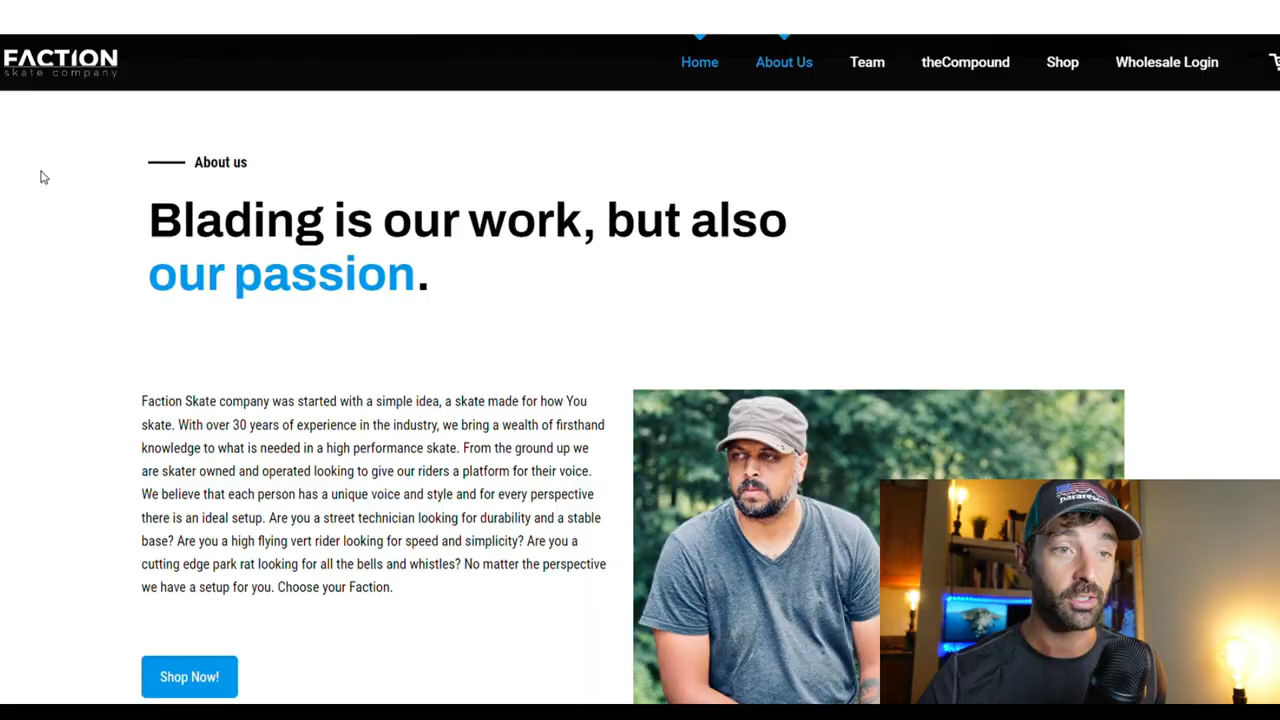 FACTION
skate company
Home
About Us
Team
theCompound
Shop
Wholesale Login
About us
Blading is our work, but also
our passion.
Faction Skate company was started with a simple idea, a skate made for how You
skate. With over 30 years of experience in the industry, we bring a wealth of firsthand
knowledge to what is needed in a high performance skate. From the ground up we
are skater owned and operated looking to give our riders a platform for their voice.
We believe that each person has a unique voice and style and for every perspective
there is an ideal setup. Are you a street technician looking for durability and a stable
base? Are you a high flying vert rider looking for speed and simplicity? Are you a
cutting edge park rat looking for all the bells and whistles? No matter the perspective
we have a setup for you. Choose your Faction.
Shop Now!